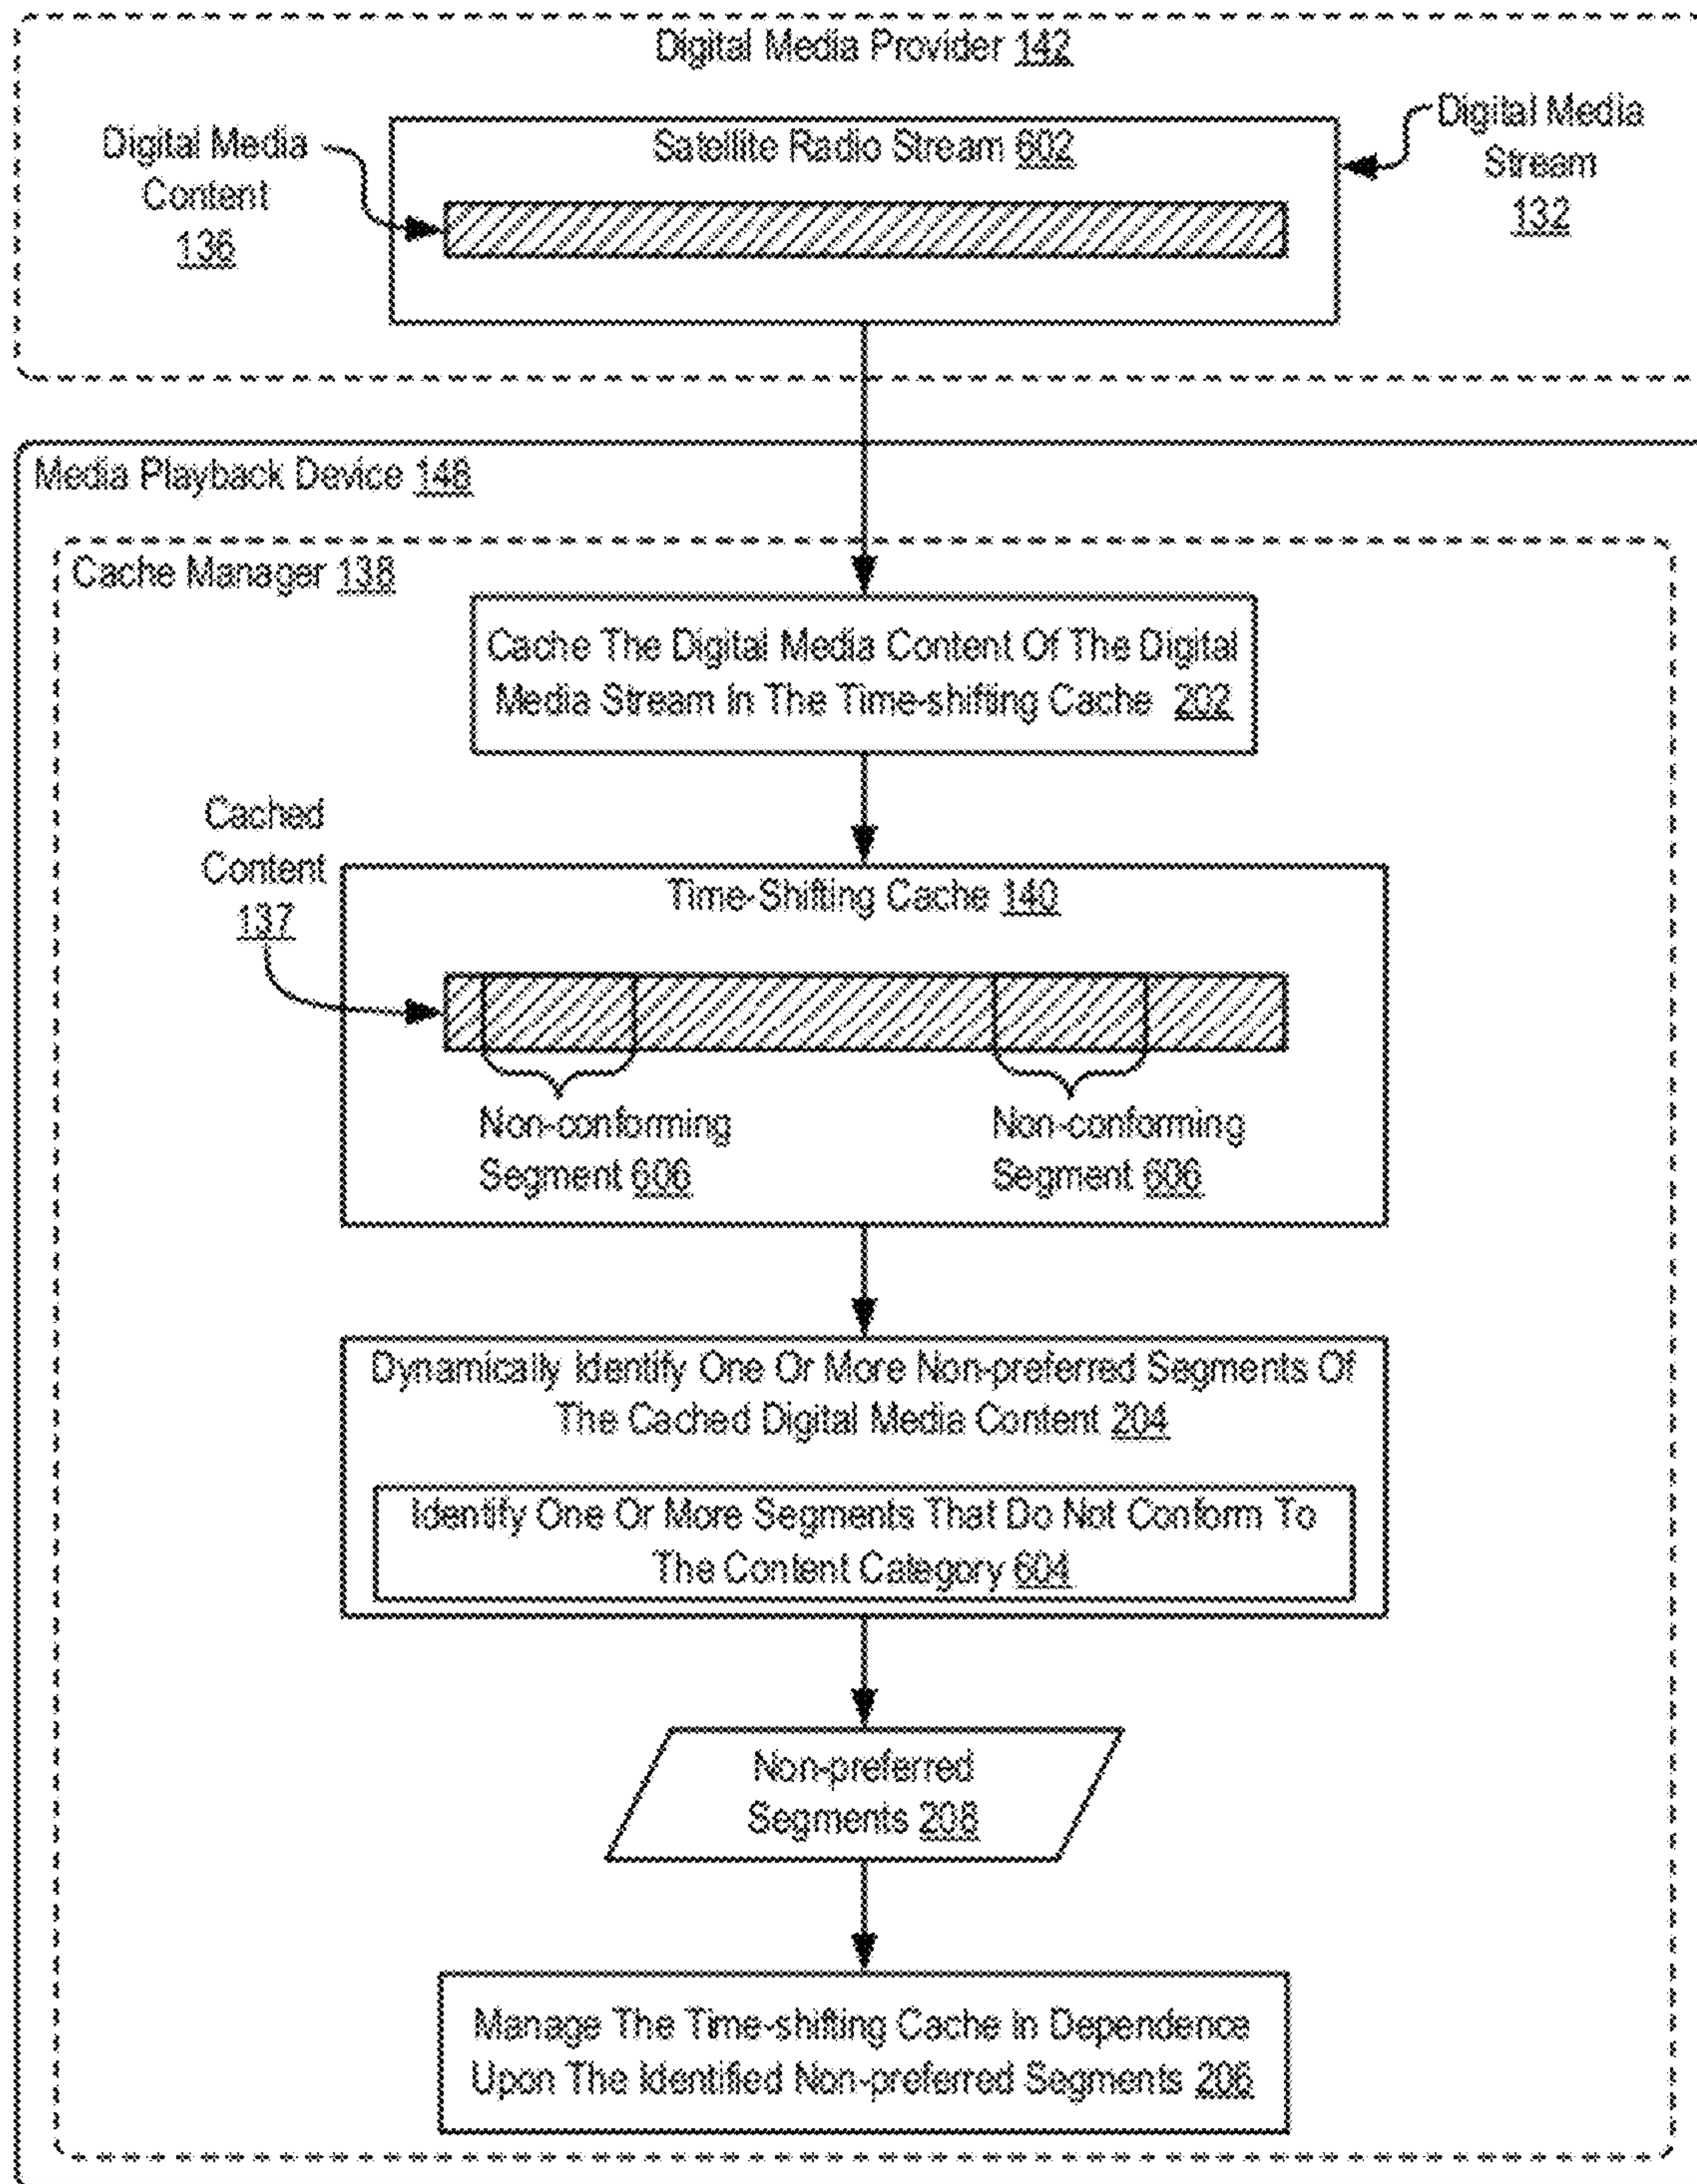 Digital Media Provider 142
Digital Media
Content
136
Satellite Radio Stream 602
Digital Media
Stream
132
Media Playback Device 148
Cache Manager 138
Cache The Digital Media Content Of The Digital
Media Stream In The Time-shifting Cache 202
Cached
Content
137
Time-Shifting Cache 140
Non-conforming
Segment 606
Non-conforming
Segment 606
Dynamically Identify One Or More Non-preferred Segments Of
The Cached Digital Media Content 204
Identify One Or More Segments That Do Not Conform To
The Content Category 604
Non-preferred
Segments 208
Manage The Time-shifting Cache In Dependence
Upon The Identified Non-preferred Segments 206